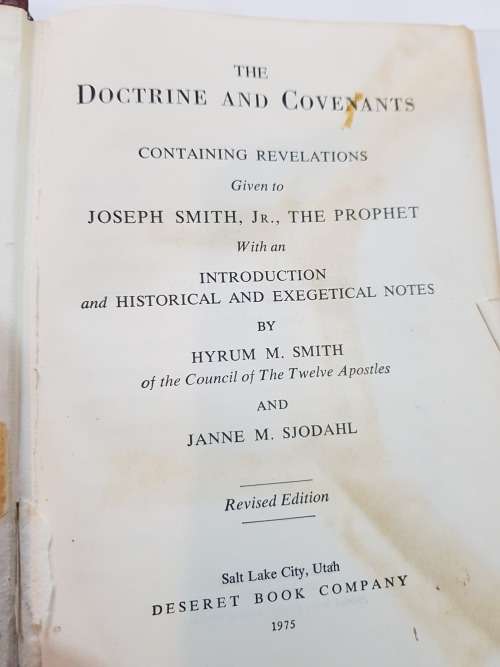 THE
DOCTRINE AND COVENANTS
CONTAINING REVELATIONS
Given to
JOSEPH SMITH, JR., THE PROPHET
With an
INTRODUCTION
and HISTORICAL AND EXEGETICAL NOTES
BY
HYRUM M. SMITH
of the Council of The Twelve Apostles
AND
JANNE M. SJODAHL
Revised Edition
Salt Lake City, Utah
DESERET BOOK COMPANY
1975